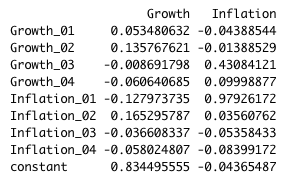 Growth Inflation
Growth_01 0.053480632 -0.04388544
Growth_02 0.135767621 -0.01388529
Growth_03 -0.008691798 0.43084121
Growth_04 -0.060640685 0.09998877
Inflation_01 -0.127973735 0.97926172
Inflation_02 0.165295787 0.03560762
Inflation_03 -0.036608337 -0.05358433
Inflation_04 -0.058024807 -0.08399172
constant 0.834495555 -0.04365487